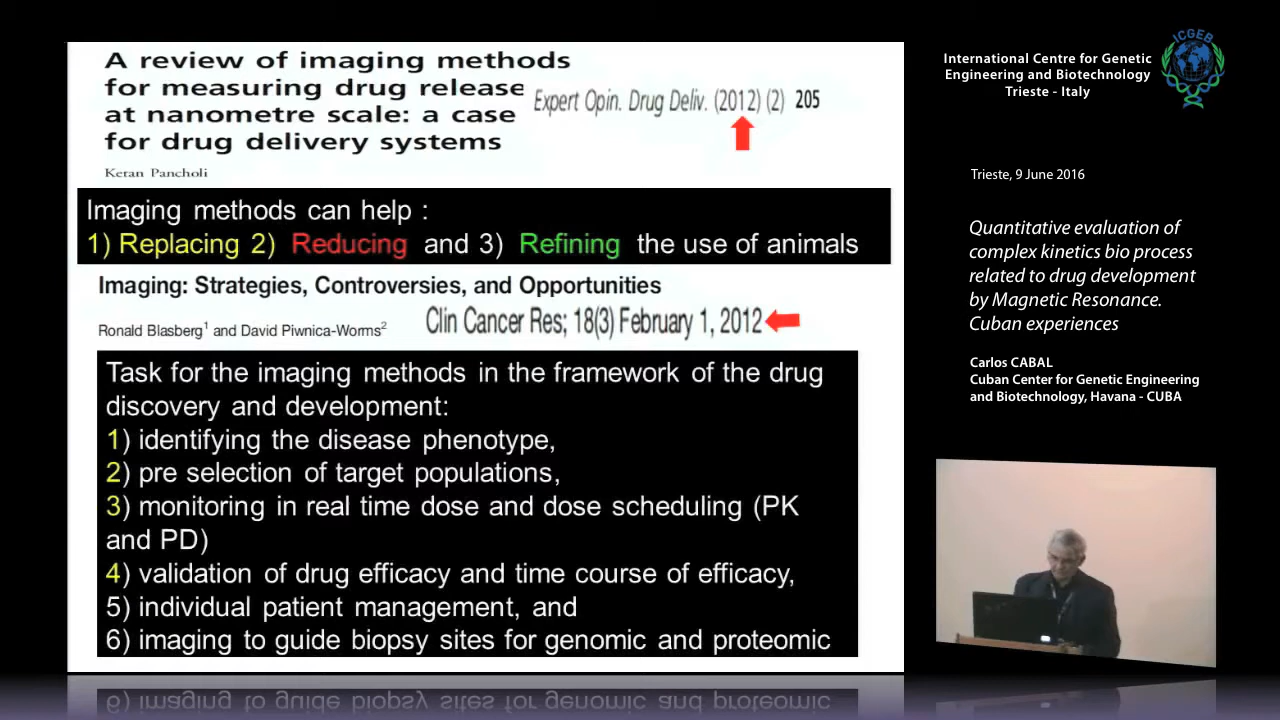 A review of imaging methods
for measuring drug release
at nanometre scale: a case
for drug delivery systems
Expert Opin. Drug Deliv. (2012) (2) 205
Keran Pancholi
Imaging methods can help :
1) Replacing 2) Reducing and 3) Refining the use of animals
Imaging: Strategies, Controversies, and Opportunities
Ronald Blasberg1 and David Piwnica-Worms2
Clin Cancer Res; 18(3) February 1, 2012
Task for the imaging methods in the framework of the drug
discovery and development:
1) identifying the disease phenotype,
2) pre selection of target populations,
3) monitoring in real time dose and dose scheduling (PK
and PD)
4) validation of drug efficacy and time course of efficacy,
5) individual patient management, and
6) imaging to guide biopsy sites for genomic and proteomic
International Centre for Genetic
Engineering and Biotechnology
Trieste - Italy
ICGEB
Trieste, 9 June 2016
Quantitative evaluation of
complex kinetics bio process
related to drug development
by Magnetic Resonance.
Cuban experiences
Carlos CABAL
Cuban Center for Genetic Engineering
and Biotechnology, Havana - CUBA